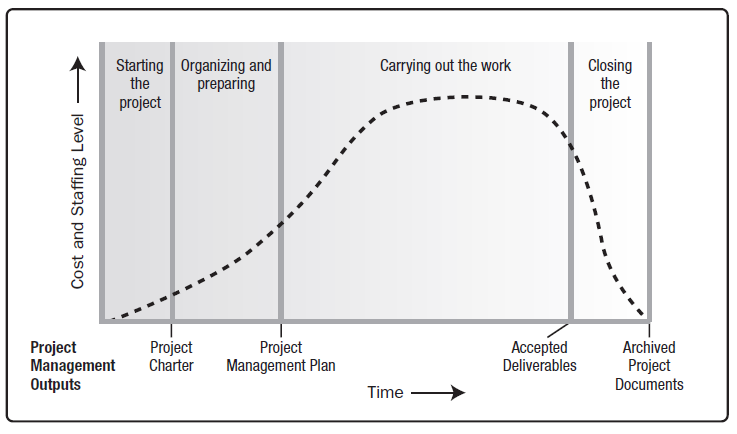 Starting
the
project
Organizing and
preparing
Carrying out the work
Closing
the
project
Cost and Staffing Level
Project
Management
Outputs
Project
Charter
Project
Management Plan
Accepted
Deliverables
Archived
Project
Documents
Time